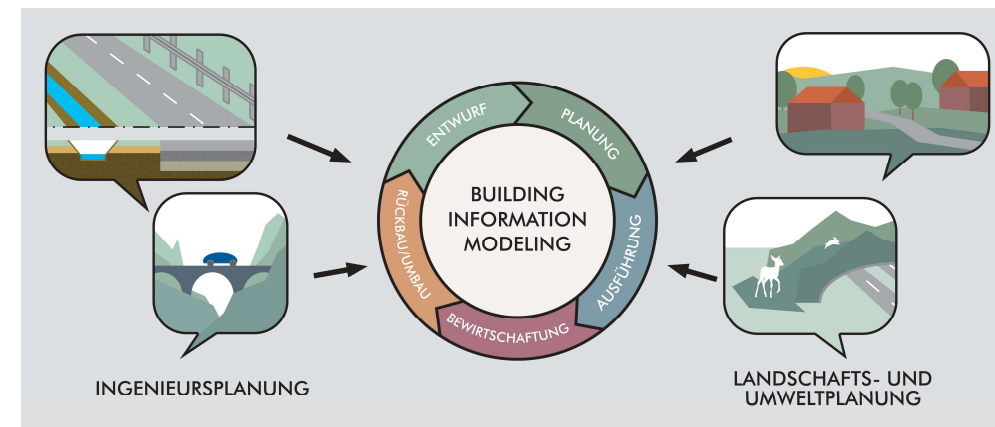 ENTWURF
PLANUNG
AUSFÜHRUNG
BEWIRTSCHAFTUNG
RÜCKBAU/UMBAU
BUILDING
INFORMATION
MODELING
INGENIEURSPLANUNG
LANDSCHAFTS- UND
UMWELTPLANUNG